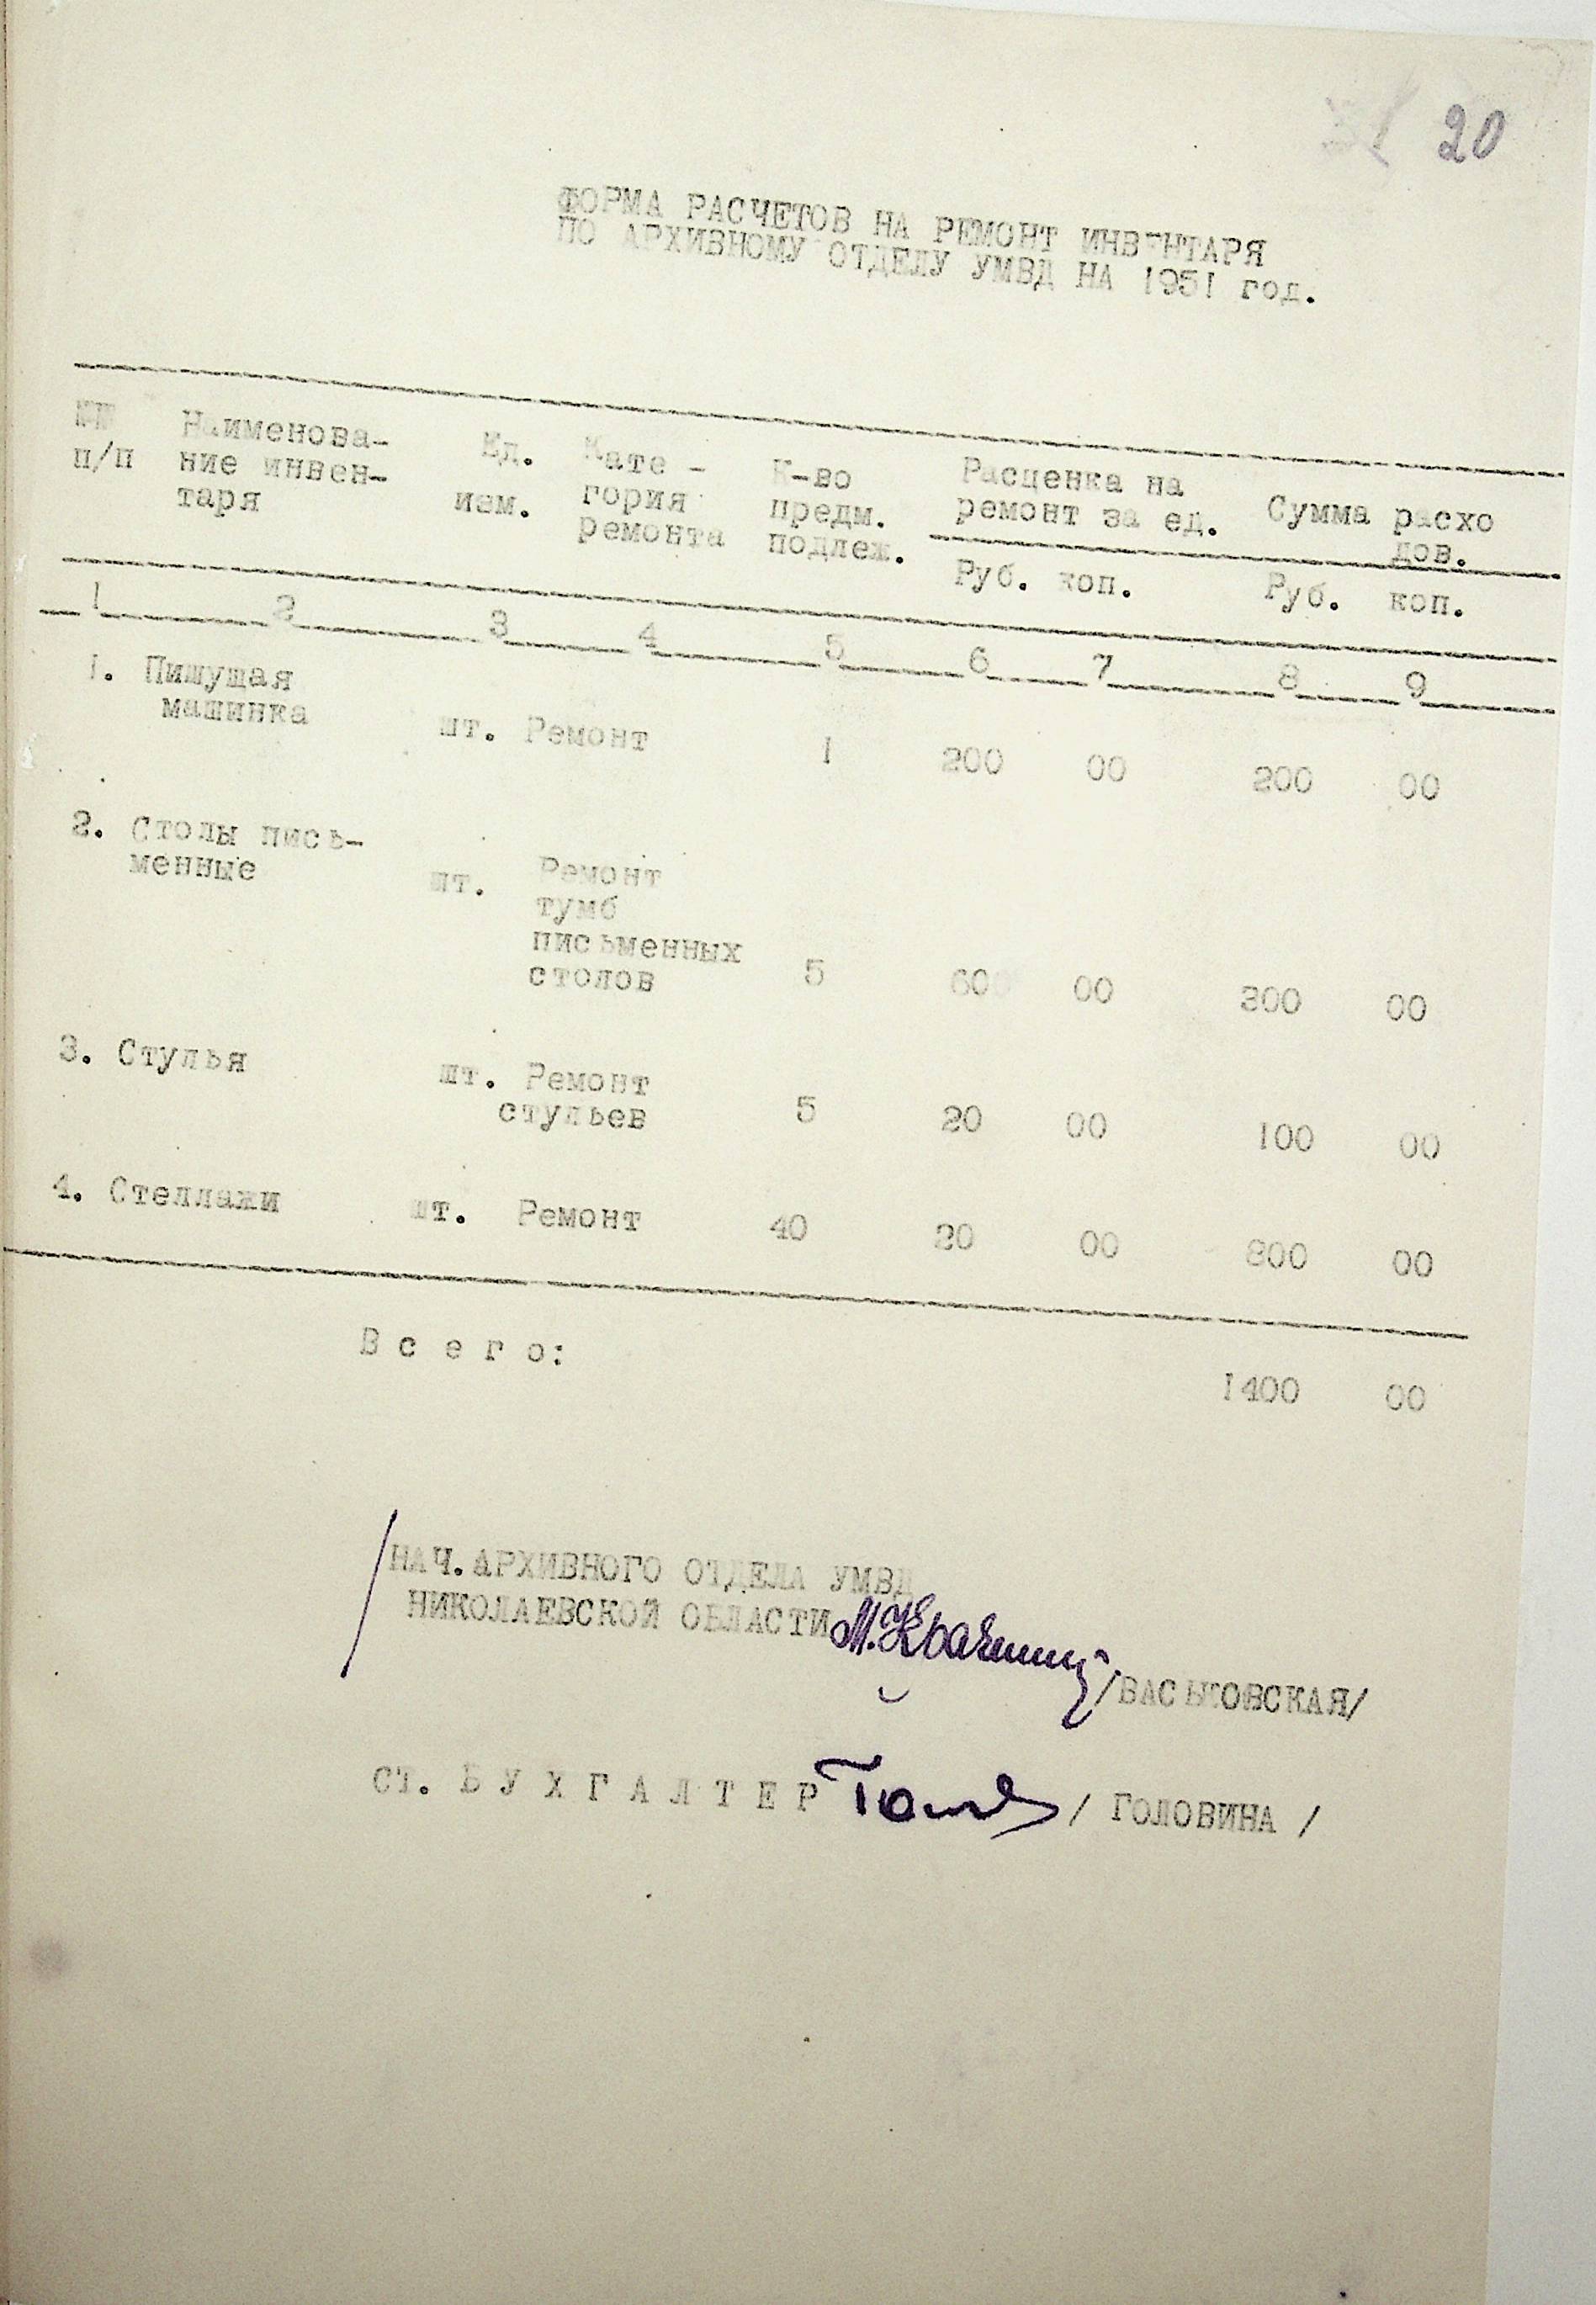 20
ФОРМА РАСЧЕТОВ НА РЕМОНТ ИНВЕНТАРЯ
ПО АРХИВНОМУ ОТДЕЛУ УМВД НА 1951 год.
№№ Наименова- Ед. Кате - К-во Расценка на Сумма расхо
п/п ние инвен- изм. гория предм. ремонт за ед. дов.
таря ремонта подлеж. Руб. коп. Руб. коп.
1 2 3 4 5 6 7 8 9
1. Пишущая
машинка шт. Ремонт 1 200 00 200 00
2. Столы пись-
менные шт. Ремонт
тумб
письменных
столов 5 60 00 300 00
3. Стулья шт. Ремонт
стульев 5 20 00 100 00
4. Стеллажи шт. Ремонт 40 20 00 800 00
В с е г о: 1400 00
НАЧ.АРХИВНОГО ОТДЕЛА УМВД
НИКОЛАЕВСКОЙ ОБЛАСТИ /ВАСЬКОВСКАЯ/
СТ. Б У Х Г А Л Т Е Р / ГОЛОВИНА /